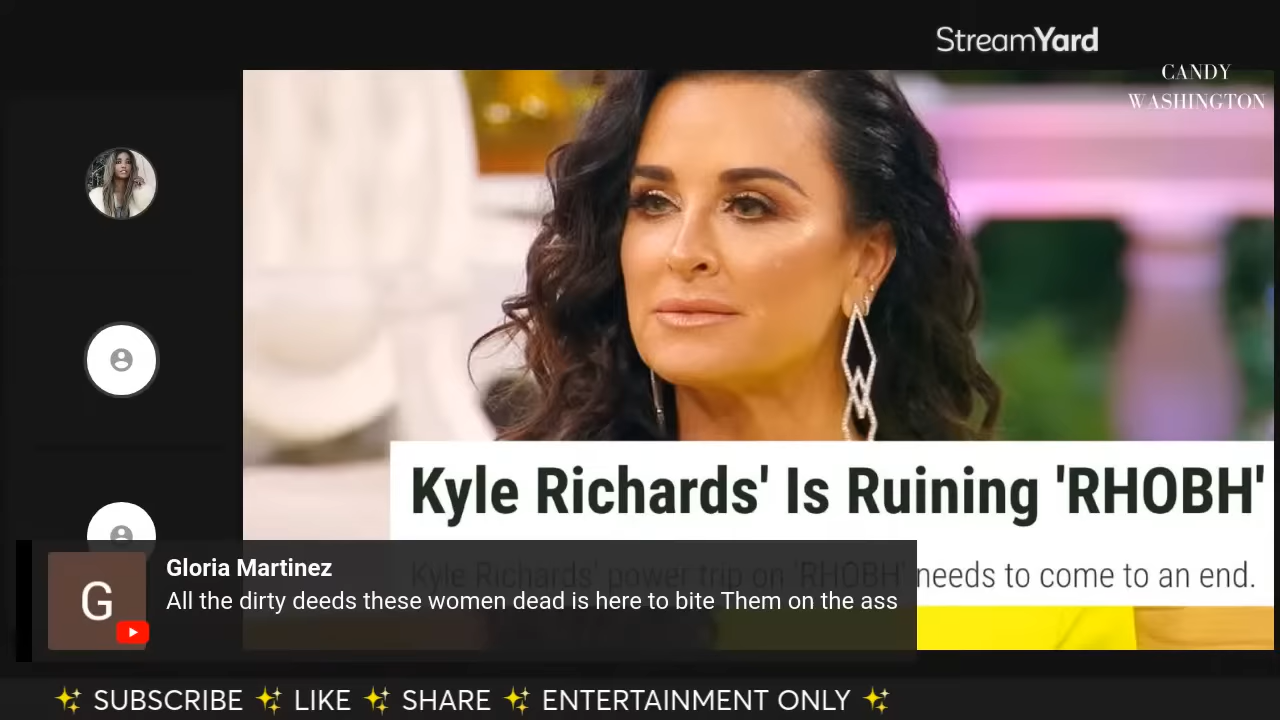 StreamYard
CANDY
WASHINGTON
Kyle Richards' Is Ruining 'RHOBH'
Kyle Richards' power trip on 'RHOBH' needs to come to an end.
Gloria Martinez
G
All the dirty deeds these women dead is here to bite Them on the ass
✨ SUBSCRIBE ✨ LIKE ✨ SHARE ✨ ENTERTAINMENT ONLY ✨